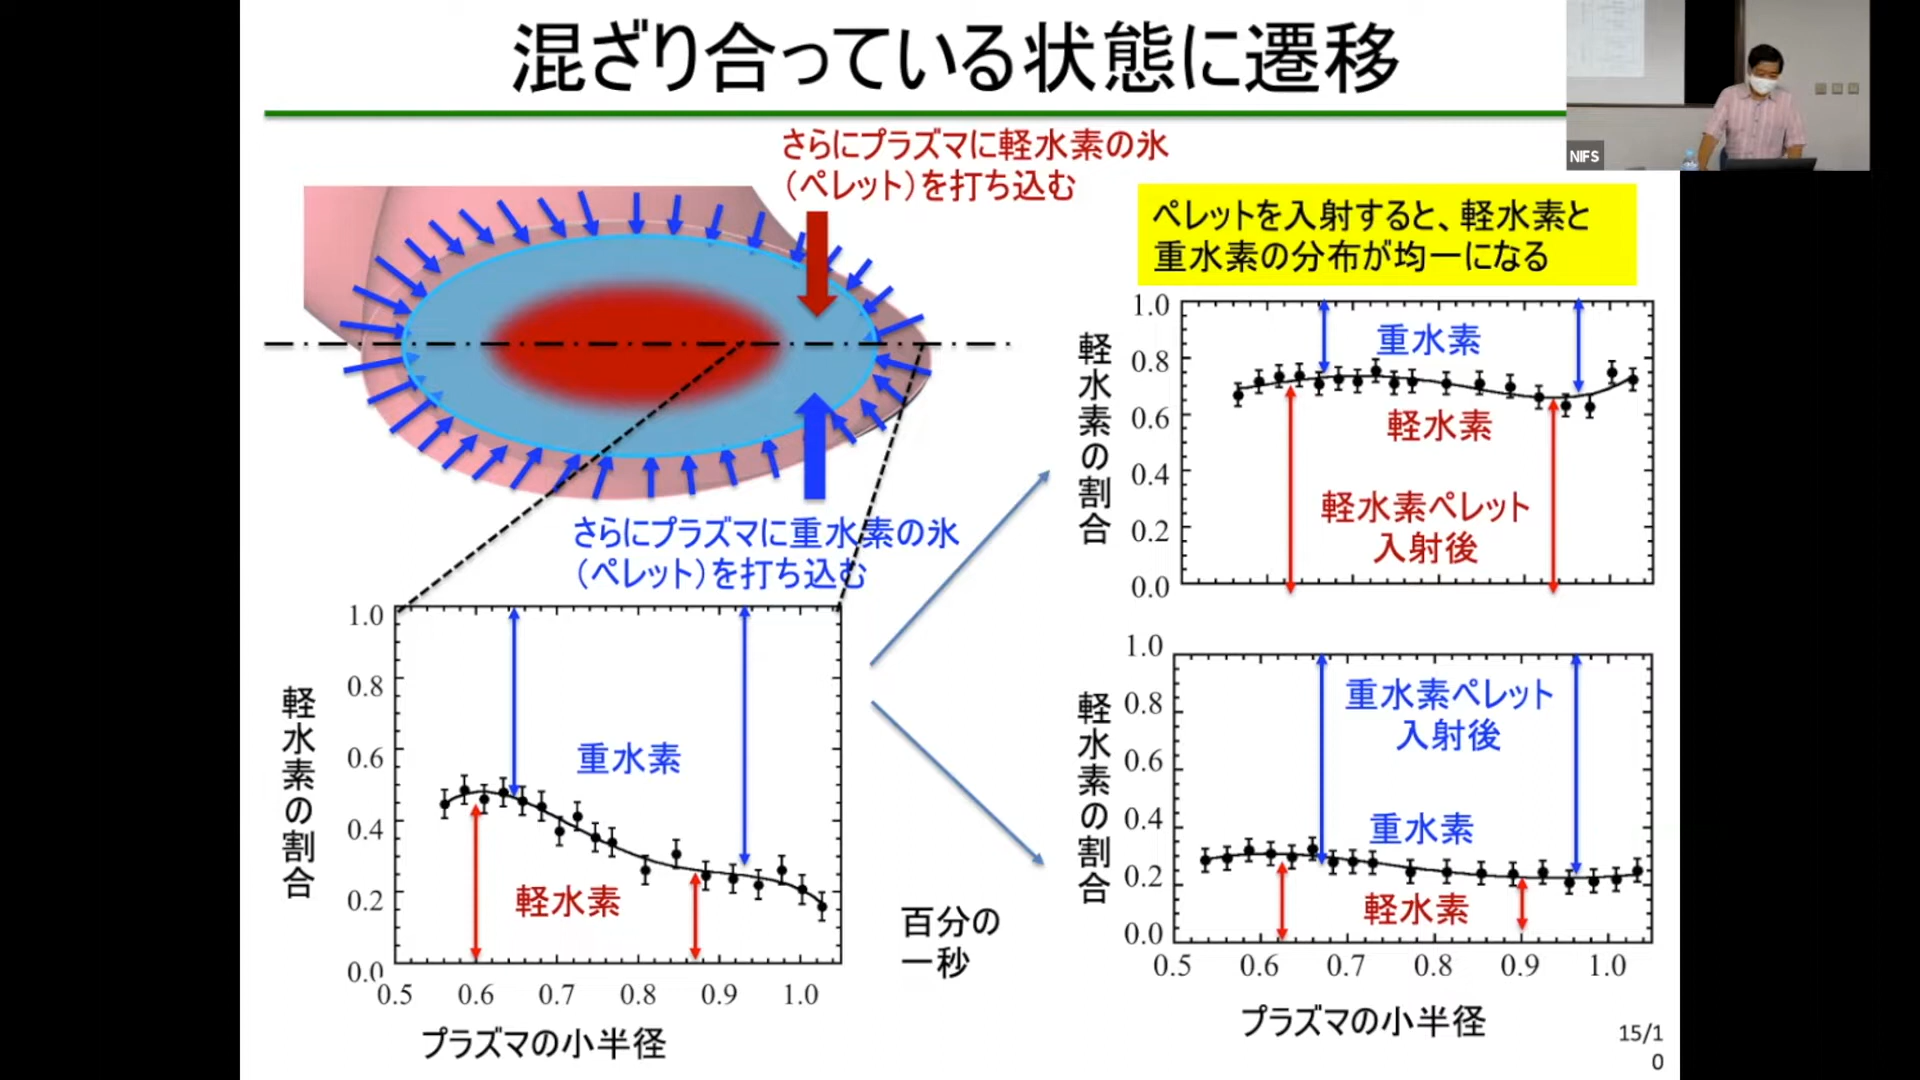 混ざり合っている状態に遷移
NIFS
さらにプラズマに軽水素の氷
（ペレット）を打ち込む
ペレットを入射すると、軽水素と
重水素の分布が均一になる
さらにプラズマに重水素の氷
（ペレット）を打ち込む
軽水素の割合
1.0
0.8
0.6
0.4
0.2
0.0
重水素
軽水素
軽水素ペレット
入射後
軽水素の割合
1.0
0.8
0.6
0.4
0.2
0.0
重水素
軽水素
0.5 0.6 0.7 0.8 0.9 1.0
プラズマの小半径
百分の
一秒
軽水素の割合
1.0
0.8
0.6
0.4
0.2
0.0
重水素ペレット
入射後
重水素
軽水素
0.5 0.6 0.7 0.8 0.9 1.0
プラズマの小半径
15/1
0